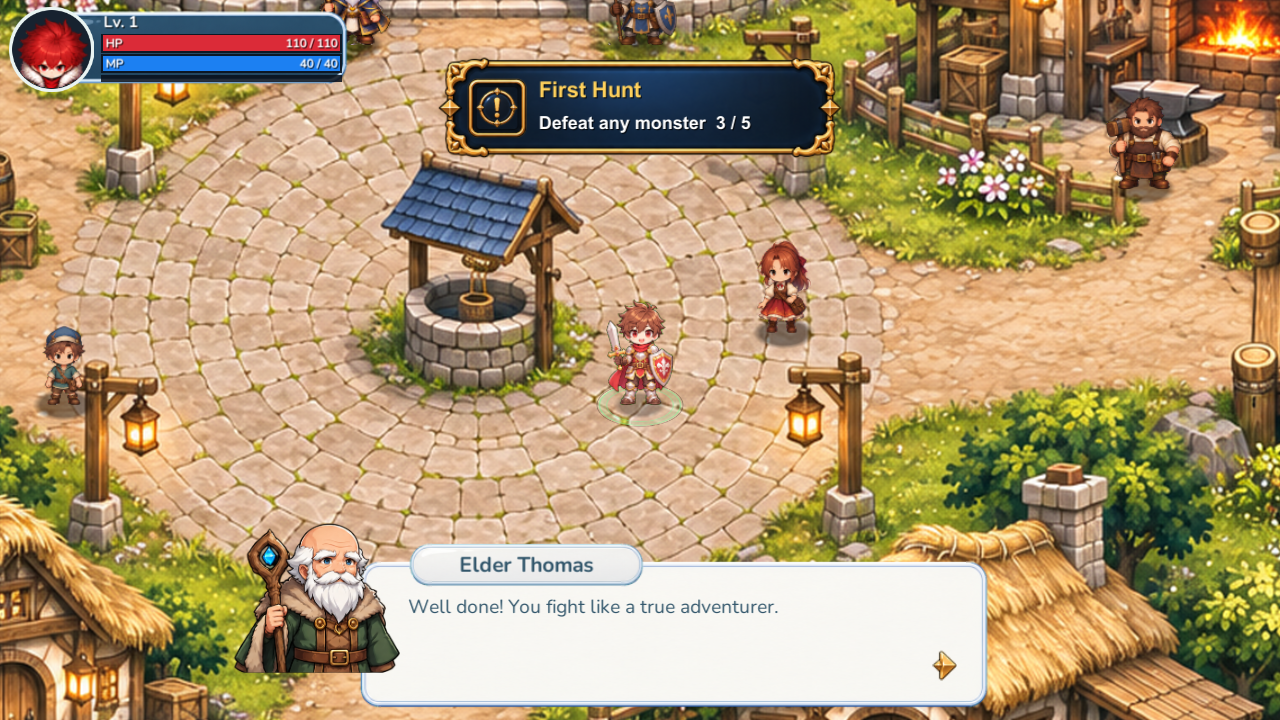 Lv. 1
HP 110 / 110
MP 40 / 40
First Hunt
Defeat any monster 3 / 5
Elder Thomas
Well done! You fight like a true adventurer.